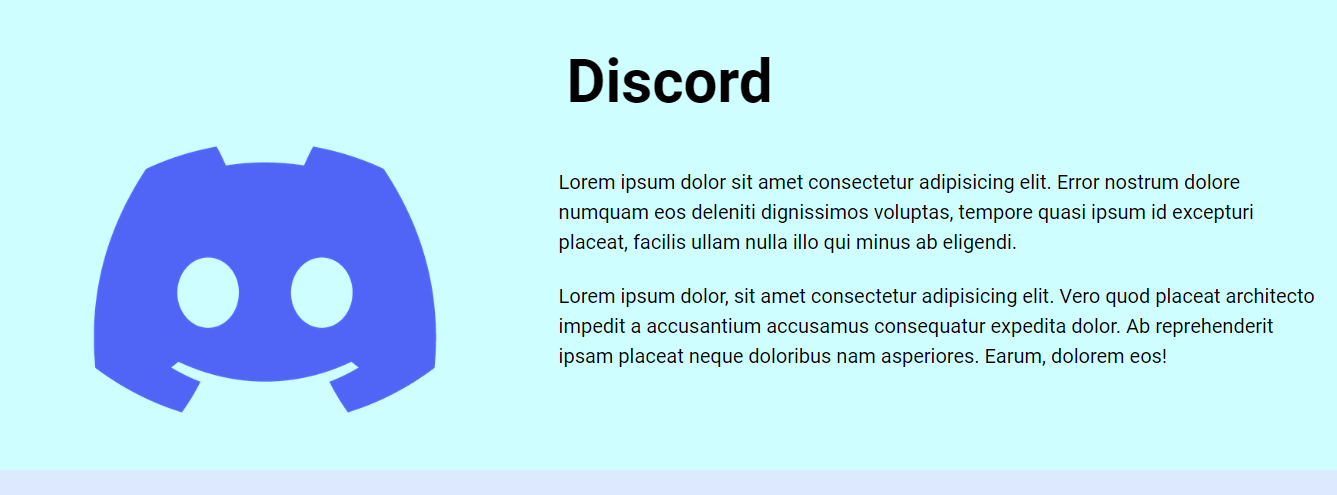 Discord
Lorem ipsum dolor sit amet consectetur adipisicing elit. Error nostrum dolore
numquam eos deleniti dignissimos voluptas, tempore quasi ipsum id excepturi
placeat, facilis ullam nulla illo qui minus ab eligendi.
Lorem ipsum dolor, sit amet consectetur adipisicing elit. Vero quod placeat architecto
impedit a accusantium accusamus consequatur expedita dolor. Ab reprehenderit
ipsam placeat neque doloribus nam asperiores. Earum, dolorem eos!